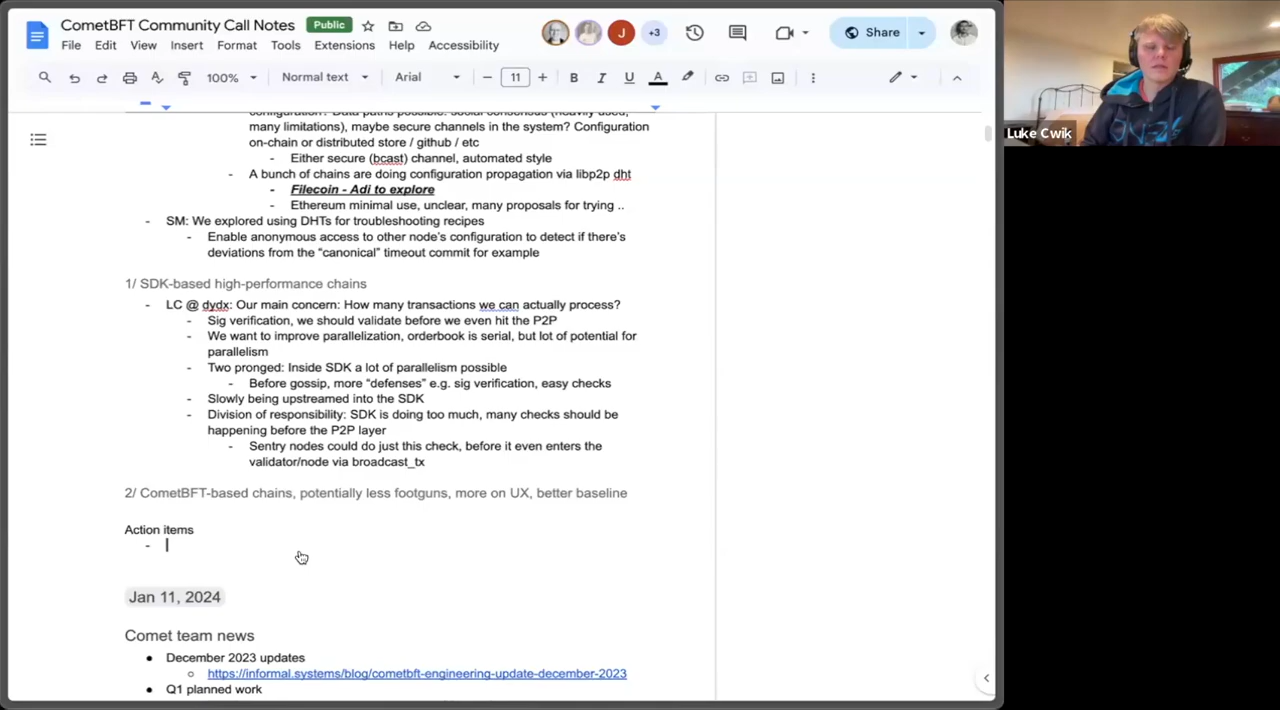 CometBFT Community Call Notes Public
J +3 Share
File Edit View Insert Format Tools Extensions Help Accessibility
100% Normal text Arial - 11 + B I U A
configuration? Data paths possible: social consensus (heavily used,
many limitations), maybe secure channels in the system? Configuration
on-chain or distributed store / github / etc
- Either secure (bcast) channel, automated style
- A bunch of chains are doing configuration propagation via libp2p dht
- Filecoin - Adi to explore
- Ethereum minimal use, unclear, many proposals for trying ..
- SM: We explored using DHTs for troubleshooting recipes
- Enable anonymous access to other node's configuration to detect if there's
deviations from the “canonical” timeout commit for example
1/ SDK-based high-performance chains
- LC @ dydx: Our main concern: How many transactions we can actually process?
- Sig verification, we should validate before we even hit the P2P
- We want to improve parallelization, orderbook is serial, but lot of potential for
parallelism
- Two pronged: Inside SDK a lot of parallelism possible
- Before gossip, more “defenses” e.g. sig verification, easy checks
- Slowly being upstreamed into the SDK
- Division of responsibility: SDK is doing too much, many checks should be
happening before the P2P layer
- Sentry nodes could do just this check, before it even enters the
validator/node via broadcast_tx
2/ CometBFT-based chains, potentially less footguns, more on UX, better baseline
Action items
-
Jan 11, 2024
Comet team news
● December 2023 updates
○ https://informal.systems/blog/cometbft-engineering-update-december-2023
● Q1 planned work
Luke Cwik